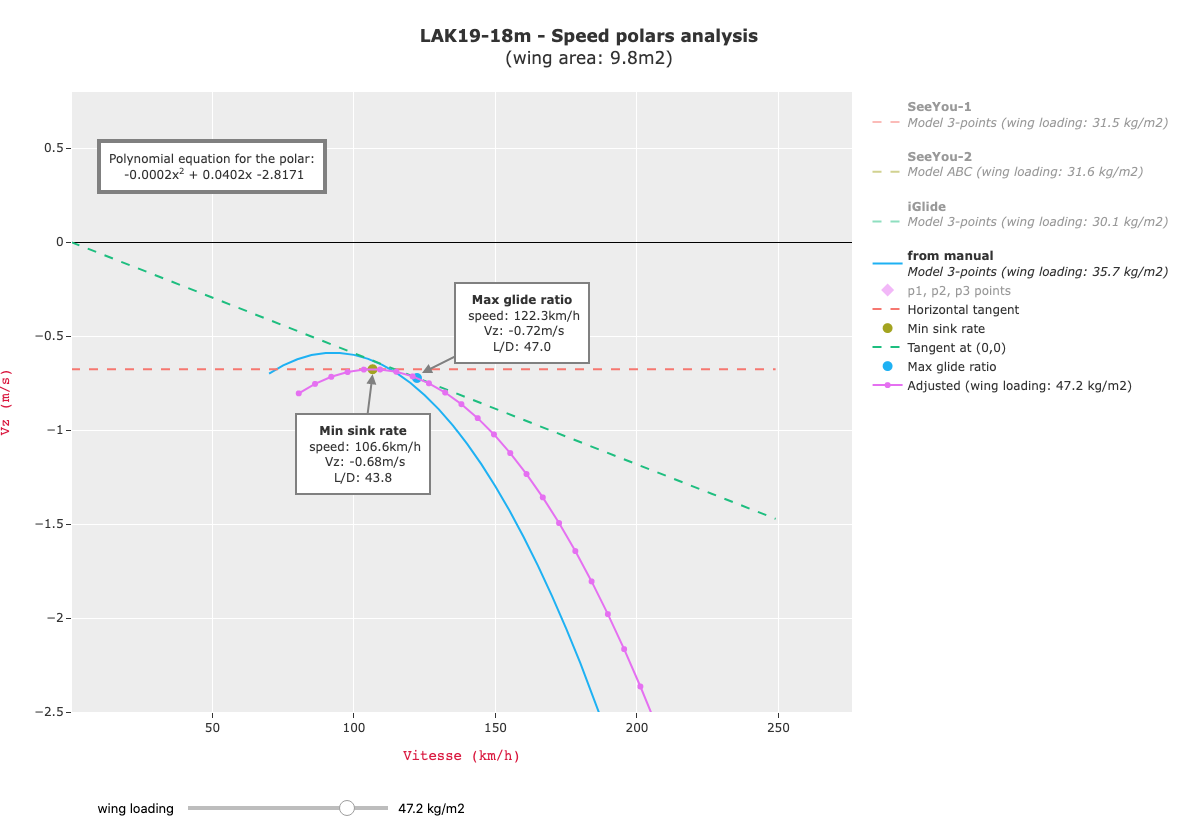 LAK19-18m - Speed polars analysis
(wing area: 9.8m2)
Polynomial equation for the polar:
-0.0002x² + 0.0402x -2.8171
Max glide ratio
speed: 122.3km/h
Vz: -0.72m/s
L/D: 47.0
Min sink rate
speed: 106.6km/h
Vz: -0.68m/s
L/D: 43.8
0.5
0
−0.5
−1
−1.5
−2
−2.5
Vz (m/s)
50 100 150 200 250
Vitesse (km/h)
SeeYou-1
Model 3-points (wing loading: 31.5 kg/m2)
SeeYou-2
Model ABC (wing loading: 31.6 kg/m2)
iGlide
Model 3-points (wing loading: 30.1 kg/m2)
from manual
Model 3-points (wing loading: 35.7 kg/m2)
p1, p2, p3 points
Horizontal tangent
Min sink rate
Tangent at (0,0)
Max glide ratio
Adjusted (wing loading: 47.2 kg/m2)
wing loading 47.2 kg/m2